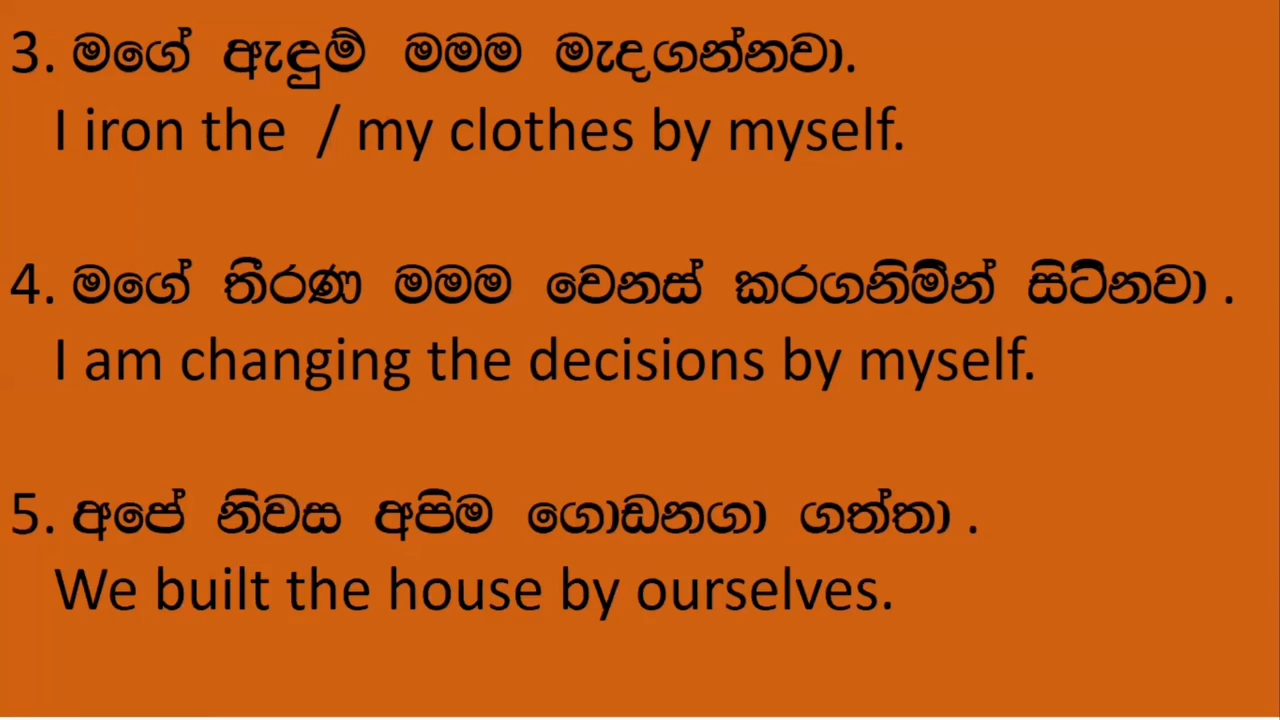 3. මගේ ඇඳුම් මමම මැදගන්නවා.
I iron the / my clothes by myself.
4. මගේ තීරණ මමම වෙනස් කරගනිමින් සිටිනවා .
I am changing the decisions by myself.
5. අපේ නිවස අපිම ගොඩනගා ගත්තා .
We built the house by ourselves.